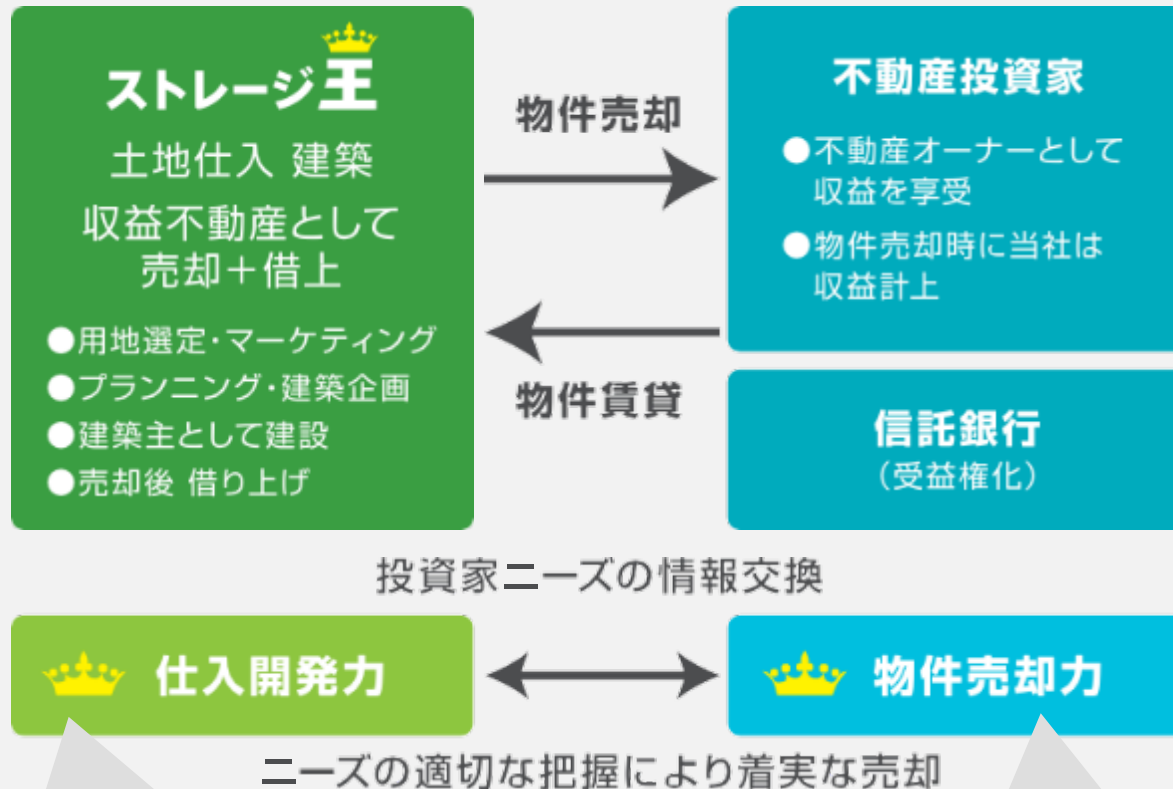 ストレージ王
土地仕入 建築
収益不動産として
売却＋借上
●用地選定・マーケティング
●プランニング・建築企画
●建築主として建設
●売却後 借り上げ
物件売却
物件賃貸
不動産投資家
●不動産オーナーとして
収益を享受
●物件売却時に当社は
収益計上
信託銀行
（受益権化）
投資家ニーズの情報交換
仕入開発力
物件売却力
ニーズの適切な把握により着実な売却